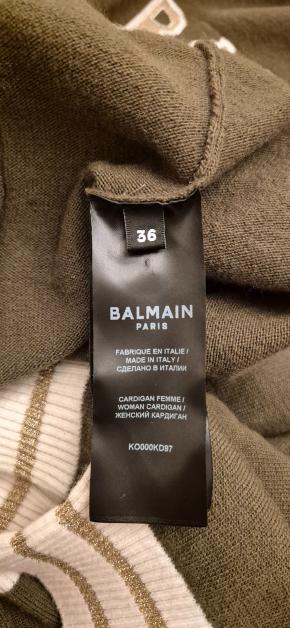 36
BALMAIN
PARIS
FABRIQUE EN ITALIE /
MADE IN ITALY /
СДЕЛАНО В ИТАЛИИ
CARDIGAN FEMME /
WOMAN CARDIGAN /
ЖЕНСКИЙ КАРДИГАН
KO000KD97